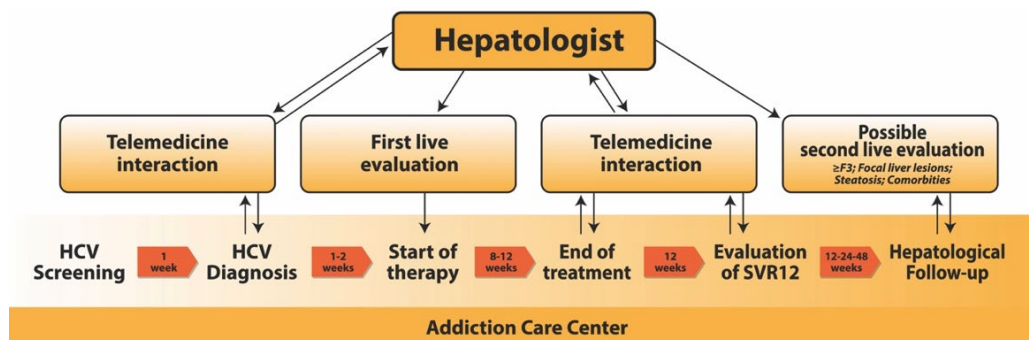 Hepatologist
Telemedicine
interaction
First live
evaluation
Telemedicine
interaction
Possible
second live evaluation
≥F3; Focal liver lesions;
Steatosis; Comorbities
HCV
Screening
1
week
HCV
Diagnosis
1-2
weeks
Start of
therapy
8-12
weeks
End of
treatment
12
weeks
Evaluation
of SVR12
12-24-48
weeks
Hepatological
Follow-up
Addiction Care Center